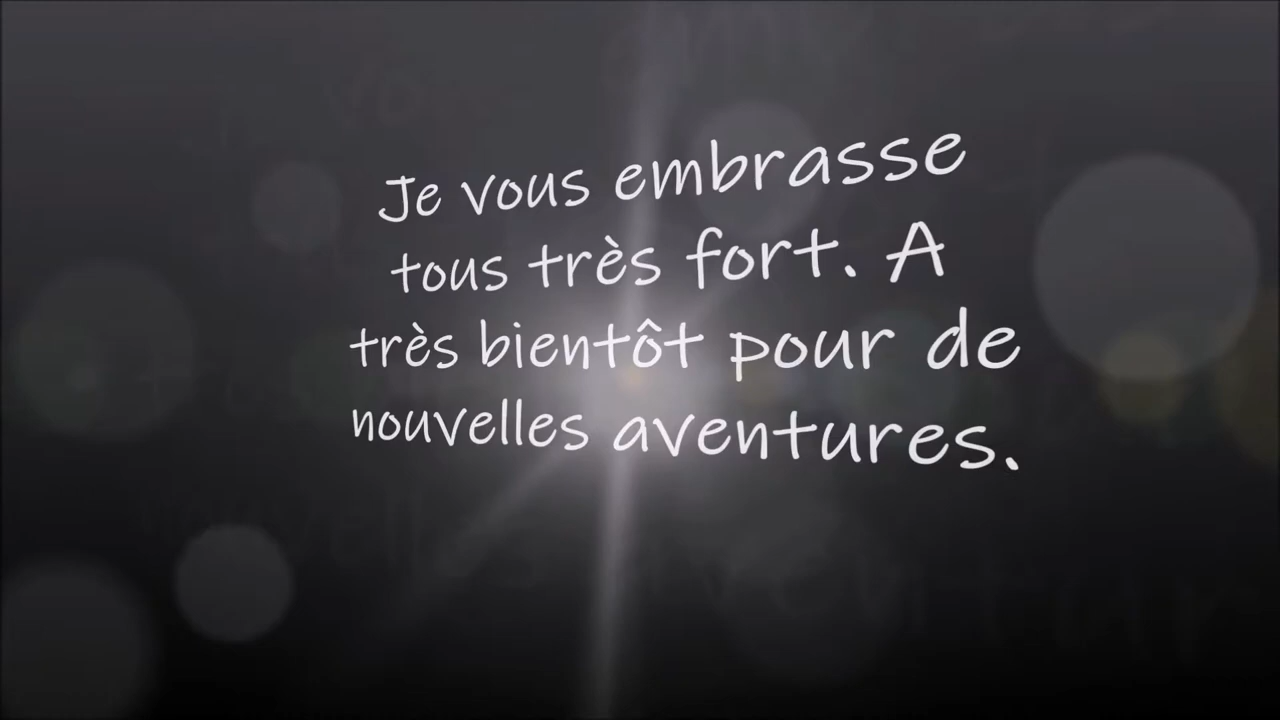 Je vous embrasse
tous très fort. A
très bientôt pour de
nouvelles aventures.